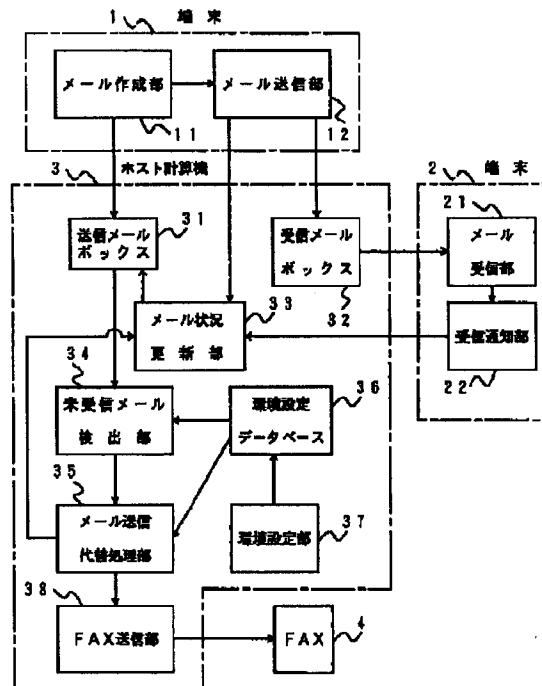 1 端末
メール作成部
メール送信部
11
12
3 ホスト計算機
2 端末
31
送信メール
ボックス
受信メール
ボックス
32
21
メール
受信部
33
メール状況
更新部
受信通知部
22
34
未受信メール
検出部
36
環境設定
データベース
35
メール送信
代替処理部
環境設定部
37
38
FAX送信部
FAX
4